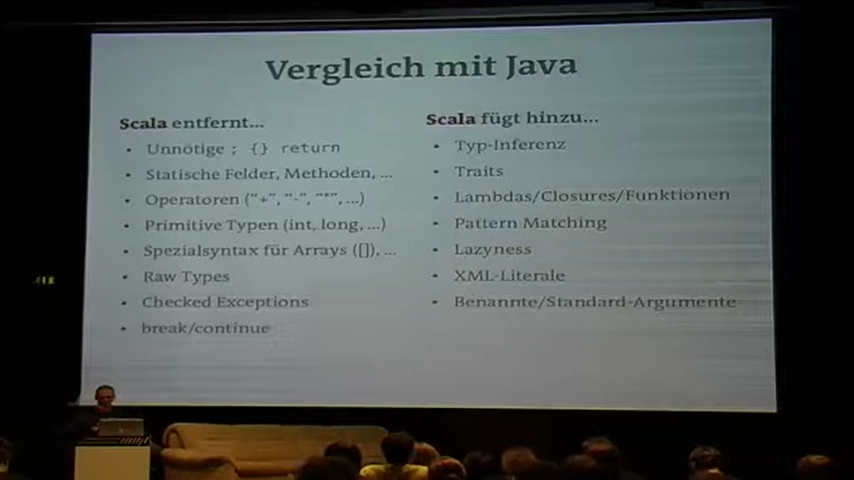 Vergleich mit Java
Scala entfernt...
• Unnötige ; {} return
• Statische Felder, Methoden, ...
• Operatoren ("+", "-", "*", ...)
• Primitive Typen (int, long, ...)
• Spezialsyntax für Arrays ([]), ...
• Raw Types
• Checked Exceptions
• break/continue
Scala fügt hinzu...
• Typ-Inferenz
• Traits
• Lambdas/Closures/Funktionen
• Pattern Matching
• Lazyness
• XML-Literale
• Benannte/Standard-Argumente